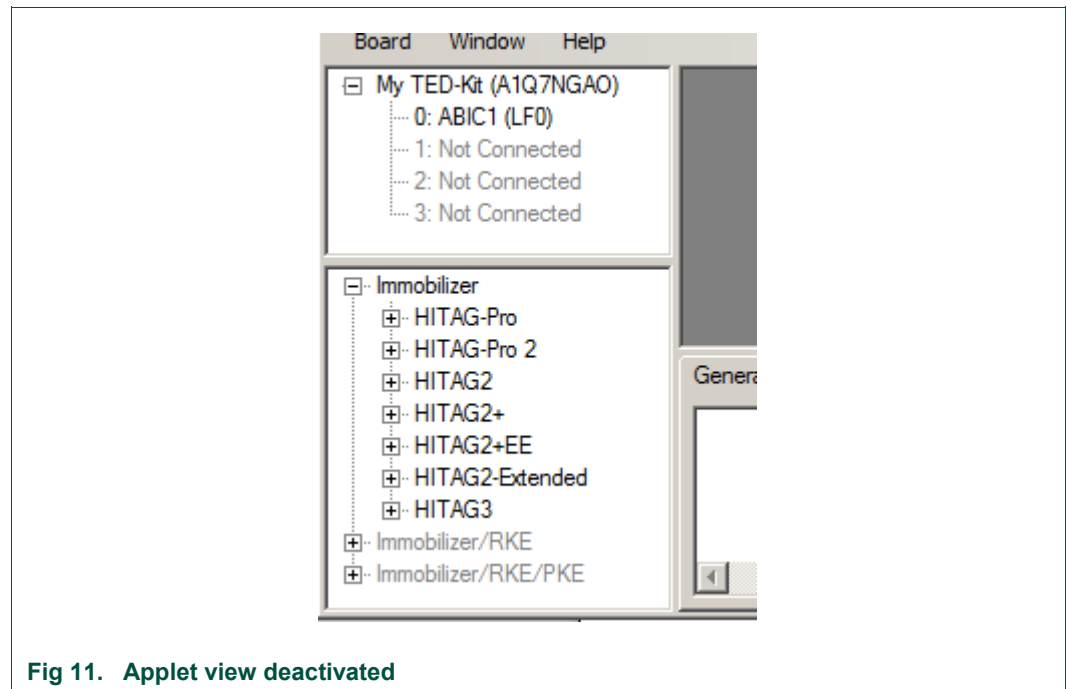 Board Window Help
My TED-Kit (A1Q7NGAO)
0: ABIC1 (LF0)
1: Not Connected
2: Not Connected
3: Not Connected
Immobilizer
HITAG-Pro
HITAG-Pro 2
HITAG2
HITAG2+
HITAG2+EE
HITAG2-Extended
HITAG3
Immobilizer/RKE
Immobilizer/RKE/PKE
Genera
Fig 11. Applet view deactivated